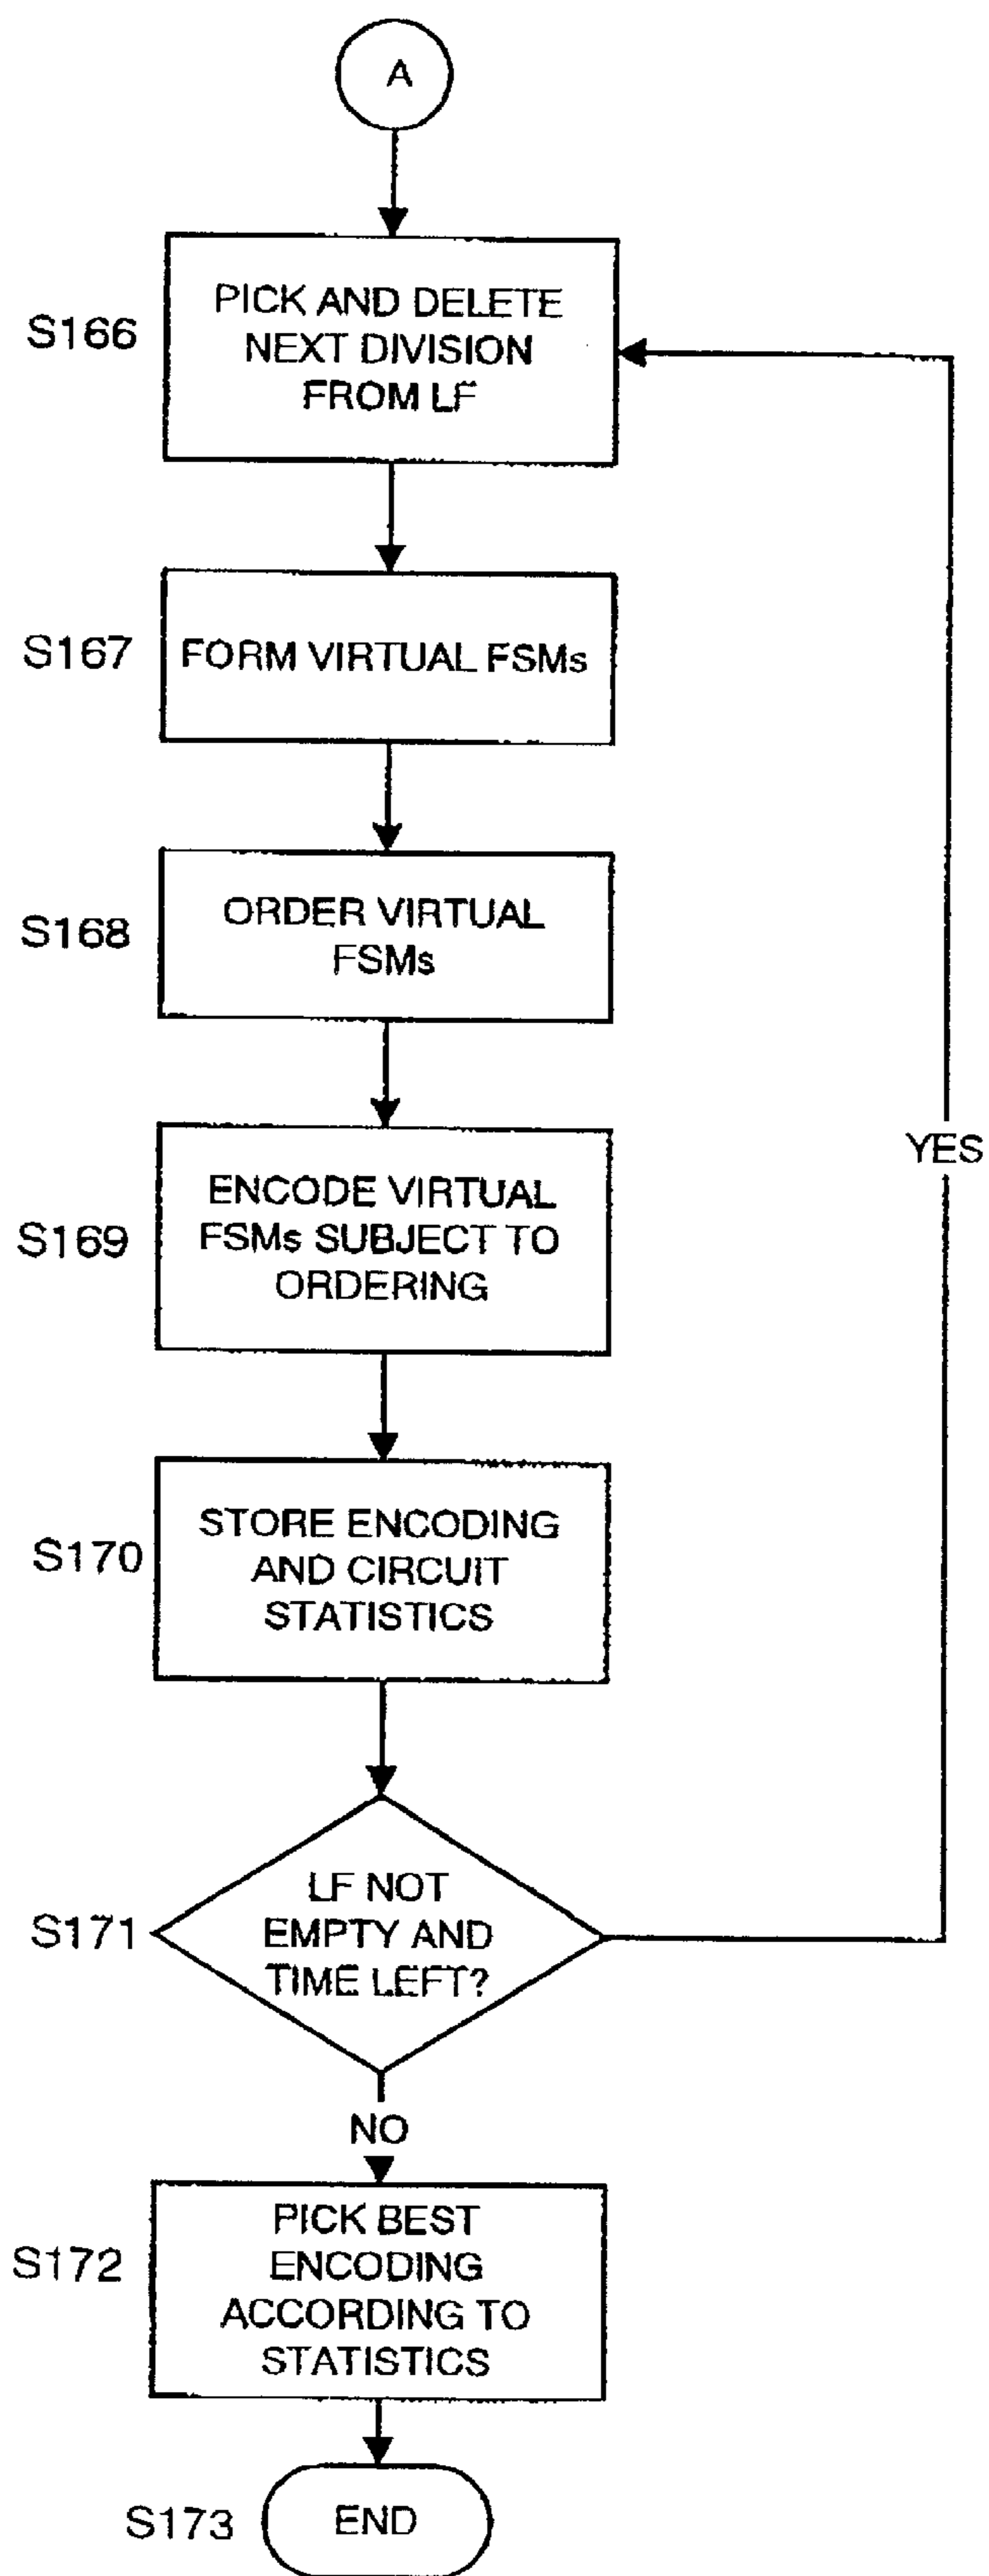 A
S166
PICK AND DELETE
NEXT DIVISION
FROM LF
S167
FORM VIRTUAL FSMs
S168
ORDER VIRTUAL
FSMs
S169
ENCODE VIRTUAL
FSMs SUBJECT TO
ORDERING
YES
S170
STORE ENCODING
AND CIRCUIT
STATISTICS
S171
LF NOT
EMPTY AND
TIME LEFT?
NO
S172
PICK BEST
ENCODING
ACCORDING TO
STATISTICS
S173
END